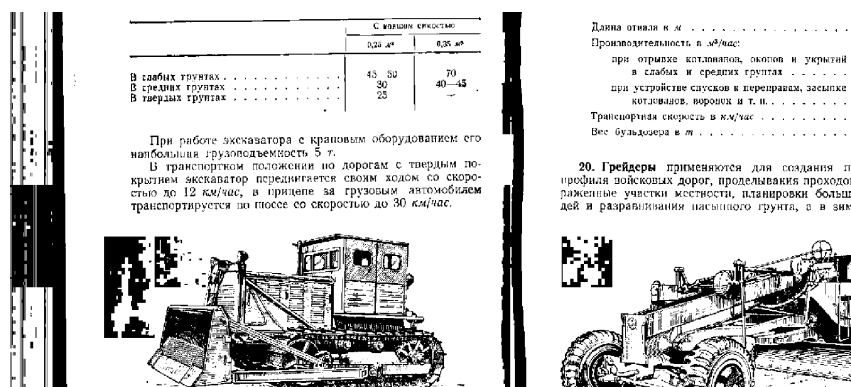 С ковшом емкостью
0,25 м³ 0,35 м³
В слабых грунтах . . . . . . . . . . . . 45—50 70
В средних грунтах . . . . . . . . . . . 30 40—45
В твердых грунтах . . . . . . . . . . . 25 —
При работе экскаватора с крановым оборудованием его
наибольшая грузоподъемность 5 т.
В транспортном положении по дорогам с твердым по-
крытием экскаватор передвигается своим ходом со скоро-
стью до 12 км/час, в прицепе за грузовым автомобилем
транспортируется по шоссе со скоростью до 30 км/час.
Длина отвала в м . . . . . . . . . . .
Производительность в м³/час:
при отрывке котлованов, окопов и укрытий
в слабых и средних грунтах . . . . . .
при устройстве спусков к переправам, засыпке
котлованов, воронок и т. п. . . . . . . .
Транспортная скорость в км/час . . . . . . .
Вес бульдозера в т . . . . . . . . . . . .
20. Грейдеры применяются для создания
профиля войсковых дорог, проделывания проходо
раженные участки местности, планировки больш
дей и разравнивания насыпного грунта, а в зим